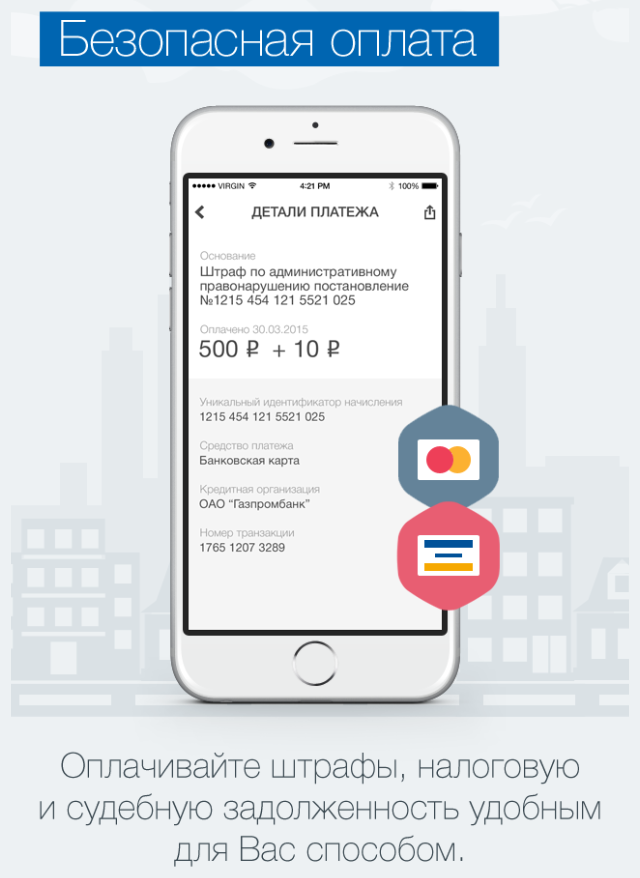 Безопасная оплата
●●●●● VIRGIN 4:21 PM 100%
ДЕТАЛИ ПЛАТЕЖА
Основание
Штраф по административному
правонарушению постановление
№1215 454 121 5521 025
Оплачено 30.03.2015
500 ₽ + 10 ₽
Уникальный идентификатор начисления
1215 454 121 5521 025
Средство платежа
Банковская карта
Кредитная организация
ОАО “Газпромбанк”
Номер транзакции
1765 1207 3289
Оплачивайте штрафы, налоговую
и судебную задолженность удобным
для Вас способом.